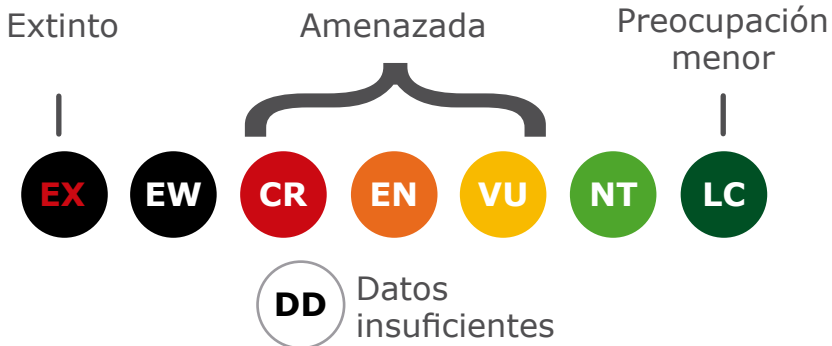 Extinto
Amenazada
Preocupación
menor
EX EW CR EN VU NT LC
DD
Datos
insuficientes